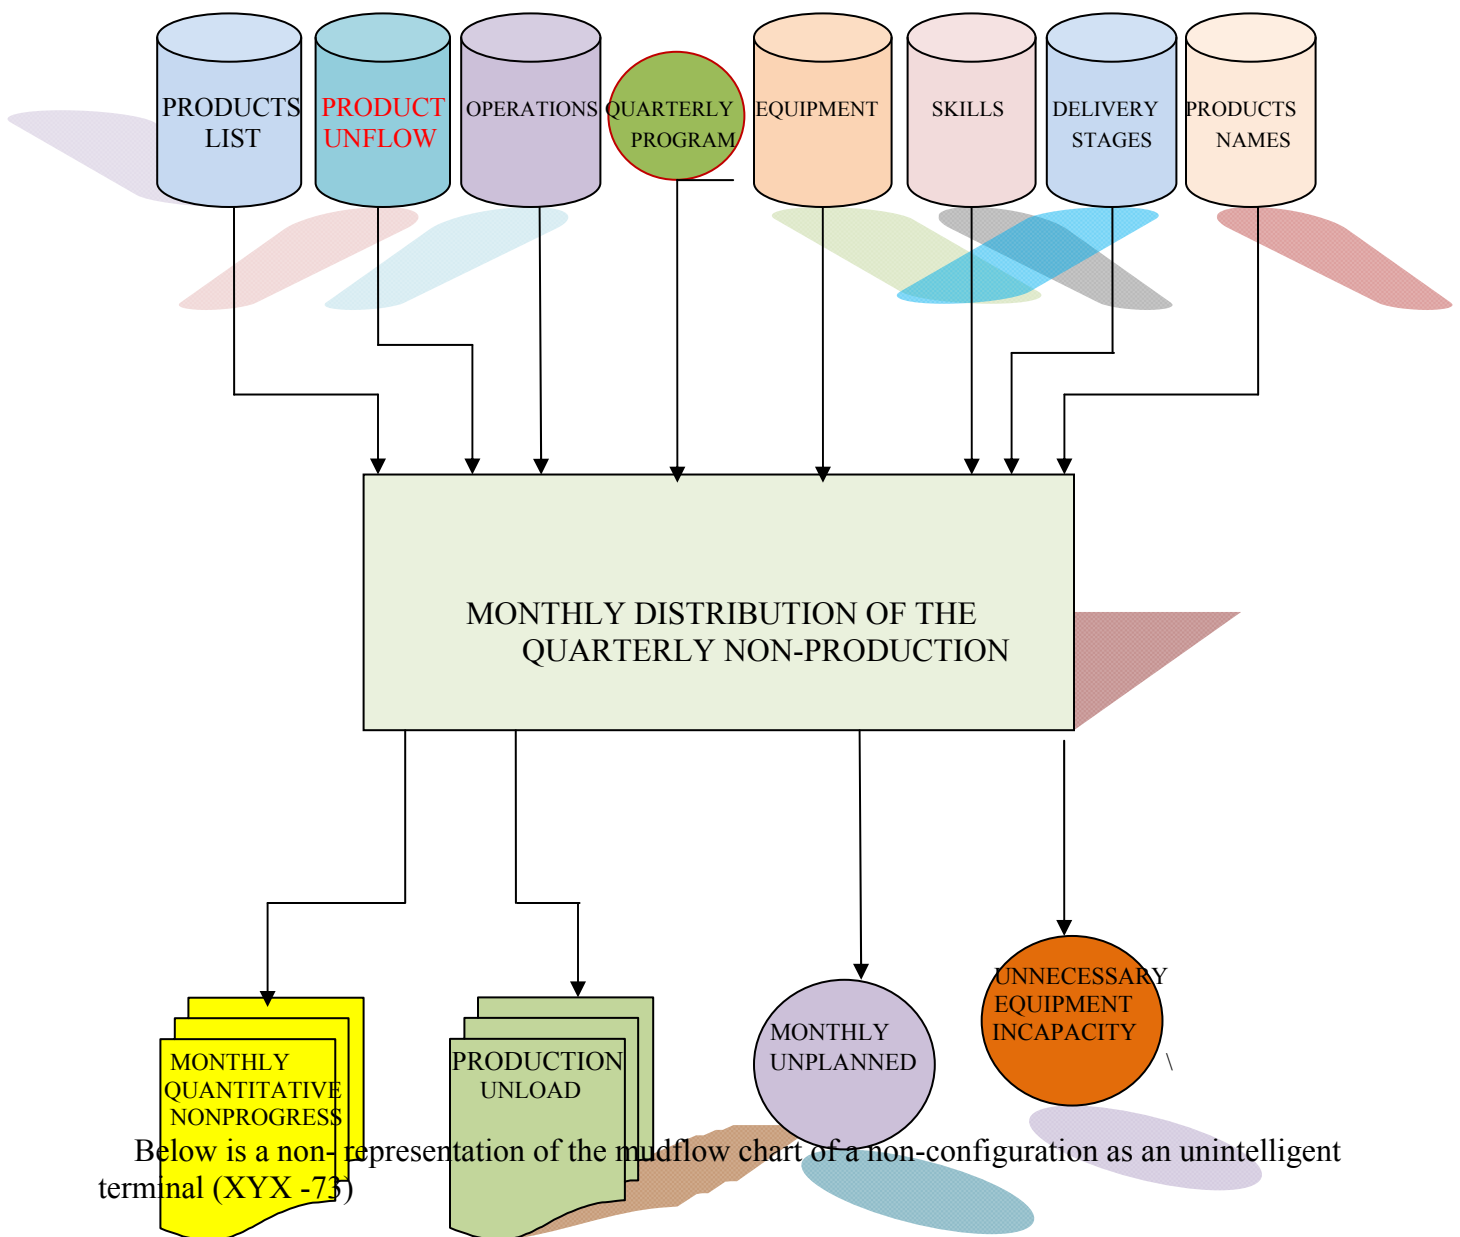 PRODUCTS
LIST
PRODUCT
UNFLOW
OPERATIONS
QUARTERLY
PROGRAM
EQUIPMENT
SKILLS
DELIVERY
STAGES
PRODUCTS
NAMES
MONTHLY DISTRIBUTION OF THE
QUARTERLY NON-PRODUCTION
MONTHLY
QUANTITATIVE
NONPROGRESS
PRODUCTION
UNLOAD
MONTHLY
UNPLANNED
UNNECESSARY
EQUIPMENT
INCAPACITY
\
Below is a non- representation of the mudflow chart of a non-configuration as an unintelligent
terminal (XYX -73)